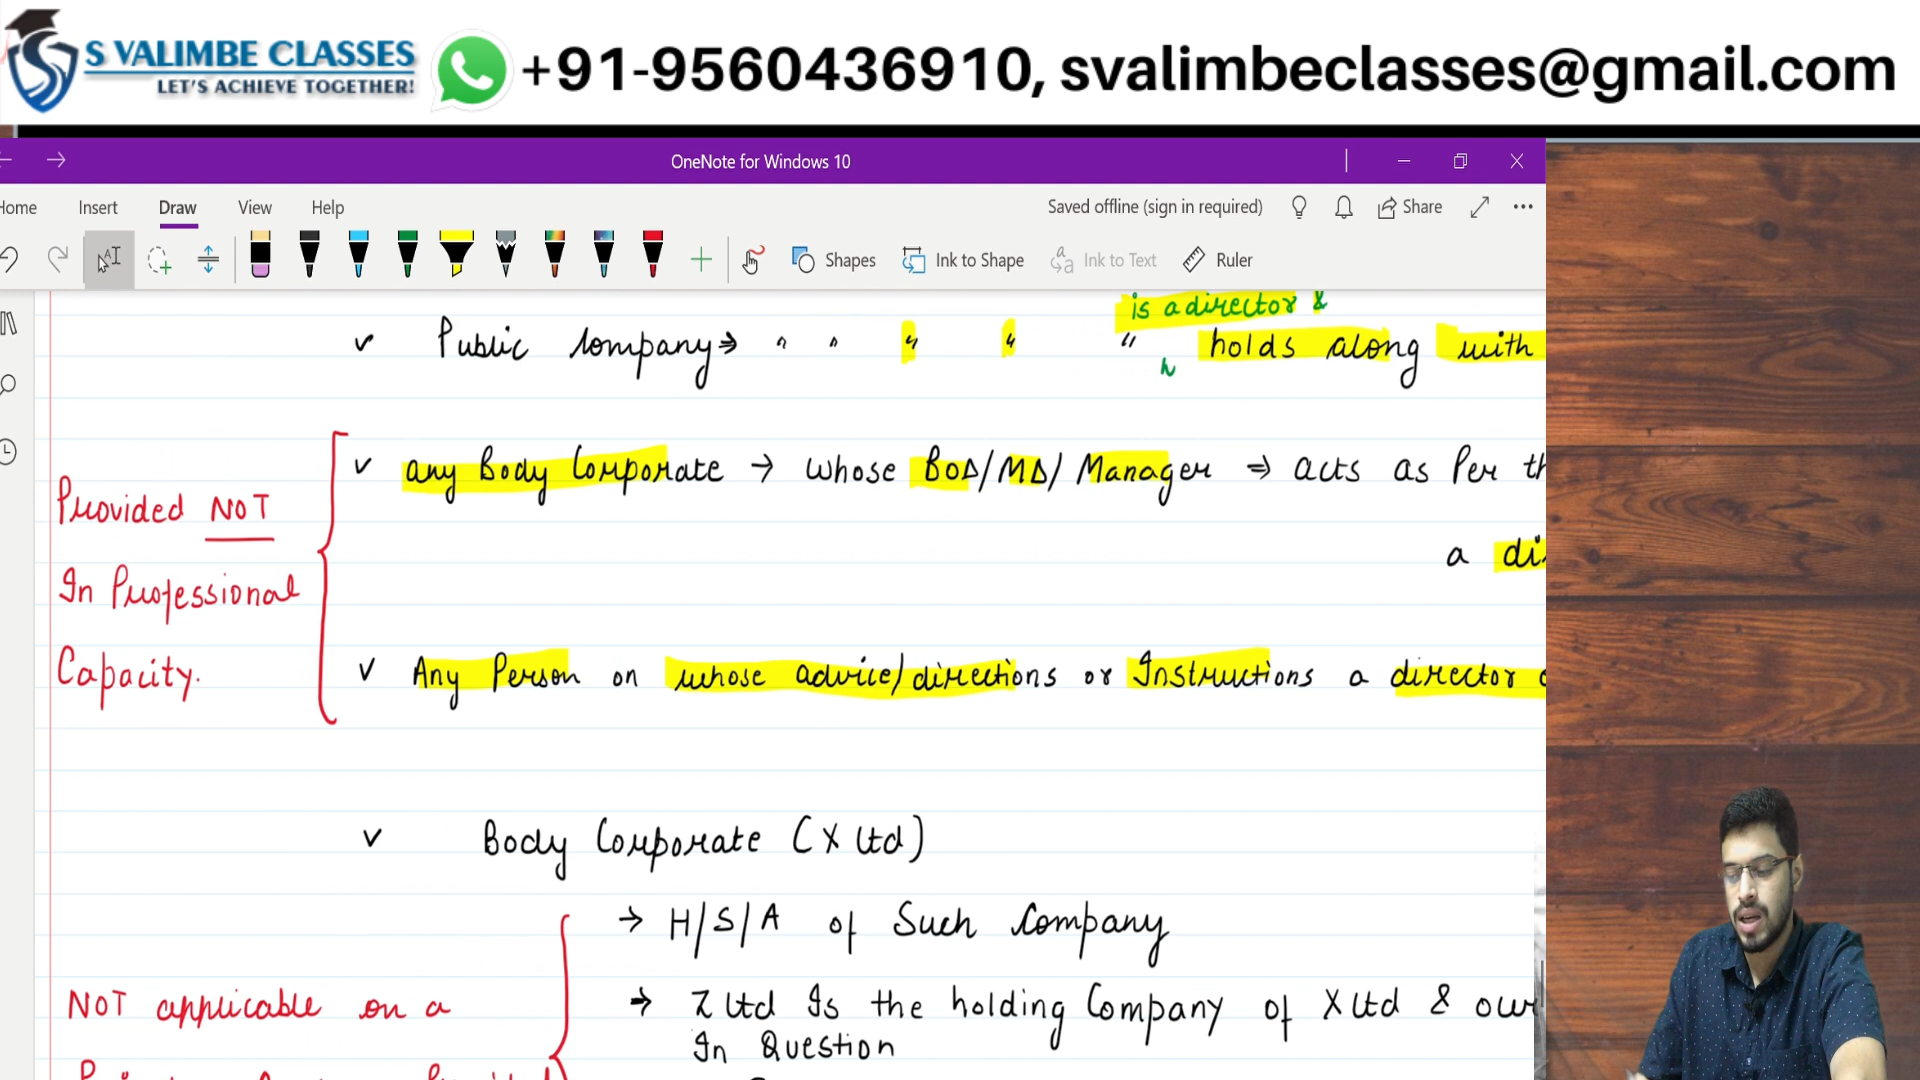 S VALIMBE CLASSES
LET'S ACHIEVE TOGETHER!
+91-9560436910, svalimbeclasses@gmail.com
OneNote for Windows 10
Home Insert Draw View Help
Saved offline (sign in required) Share
Shapes Ink to Shape Ink to Text Ruler
is a director &
✓ Public Company ⇒ " " " " " holds along with
✓ any Body Corporate → whose BOD/MD/Manager ⇒ acts as Per th
Provided NOT
a di
In Professional
Capacity.
✓ Any Person on whose advice/directions or Instructions a director
✓ Body Corporate (X Ltd)
→ H/S/A of Such Company
NOT applicable on a
→ Z Ltd Is the holding Company of X Ltd & our
In Question